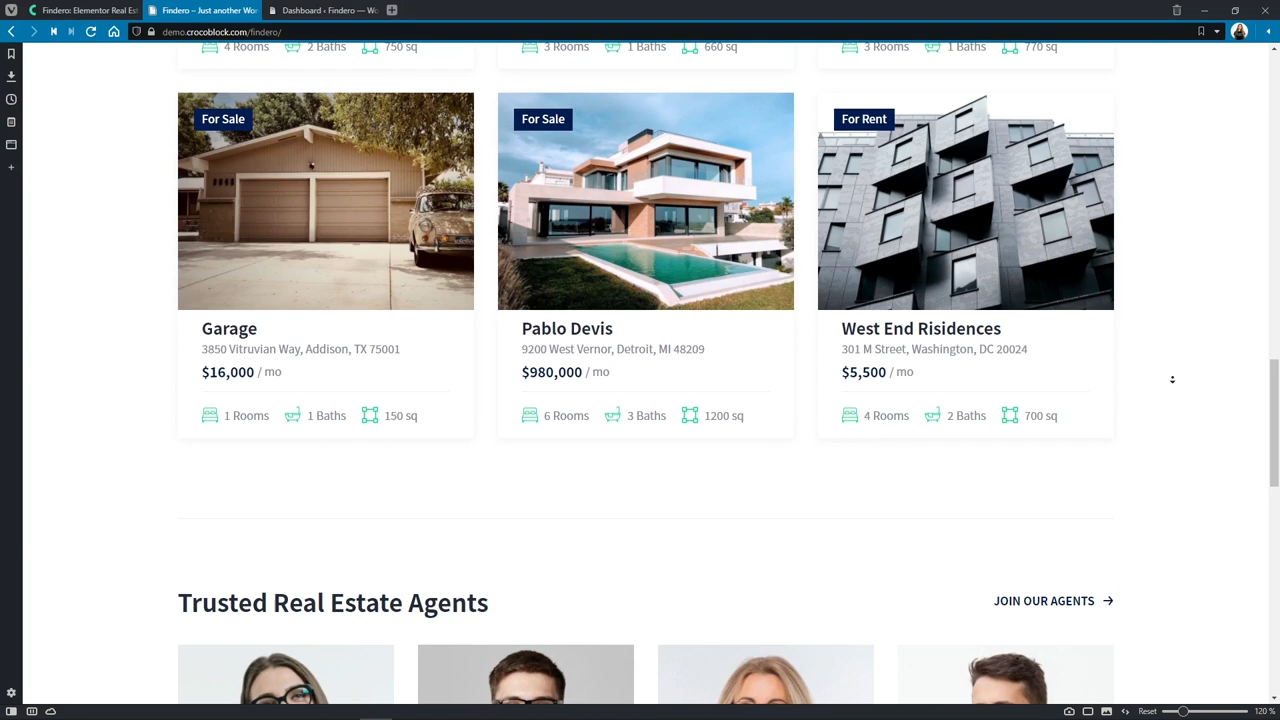 Findero: Elementor Real Est
Findero – Just another Wor
Dashboard ‹ Findero — Wo
demo.crocoblock.com/findero/
4 Rooms 2 Baths 750 sq
3 Rooms 1 Baths 660 sq
3 Rooms 1 Baths 770 sq
For Sale
For Sale
For Rent
Garage
3850 Vitruvian Way, Addison, TX 75001
$16,000 / mo
1 Rooms 1 Baths 150 sq
Pablo Devis
9200 West Vernor, Detroit, MI 48209
$980,000 / mo
6 Rooms 3 Baths 1200 sq
West End Risidences
301 M Street, Washington, DC 20024
$5,500 / mo
4 Rooms 2 Baths 700 sq
Trusted Real Estate Agents
JOIN OUR AGENTS
Reset 120 %